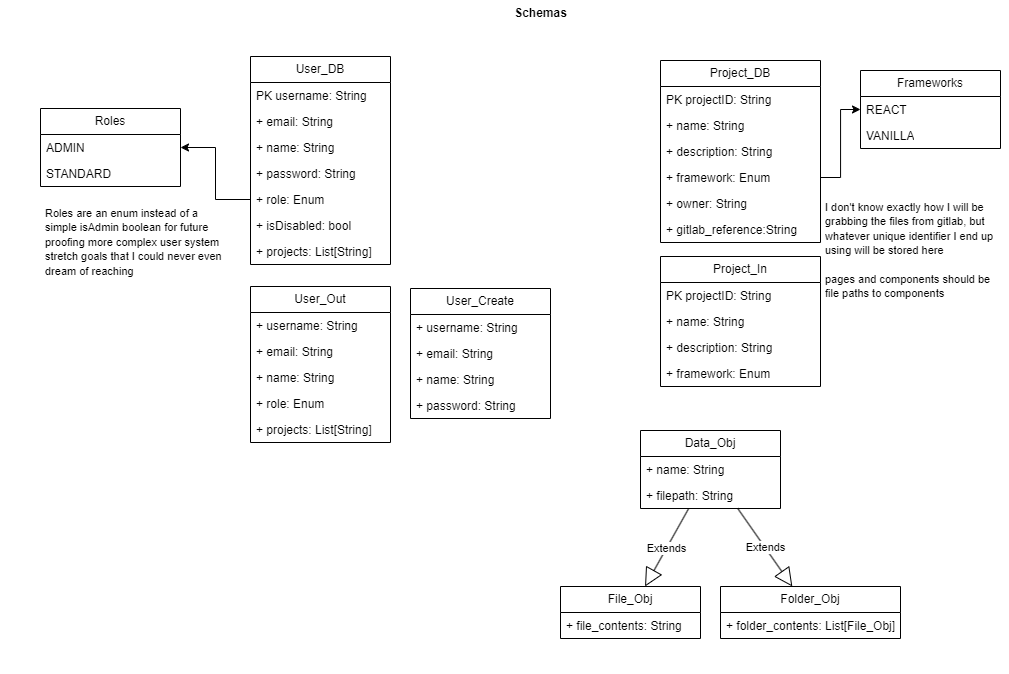 Schemas
User_DB
PK username: String
+ email: String
+ name: String
+ password: String
+ role: Enum
+ isDisabled: bool
+ projects: List[String]
Roles
ADMIN
STANDARD
Roles are an enum instead of a
simple isAdmin boolean for future
proofing more complex user system
stretch goals that I could never even
dream of reaching
User_Out
+ username: String
+ email: String
+ name: String
+ role: Enum
+ projects: List[String]
User_Create
+ username: String
+ email: String
+ name: String
+ password: String
Project_DB
PK projectID: String
+ name: String
+ description: String
+ framework: Enum
+ owner: String
+ gitlab_reference:String
Frameworks
REACT
VANILLA
I don't know exactly how I will be
grabbing the files from gitlab, but
whatever unique identifier I end up
using will be stored here
pages and components should be
file paths to components
Project_In
PK projectID: String
+ name: String
+ description: String
+ framework: Enum
Data_Obj
+ name: String
+ filepath: String
Extends
Extends
File_Obj
+ file_contents: String
Folder_Obj
+ folder_contents: List[File_Obj]